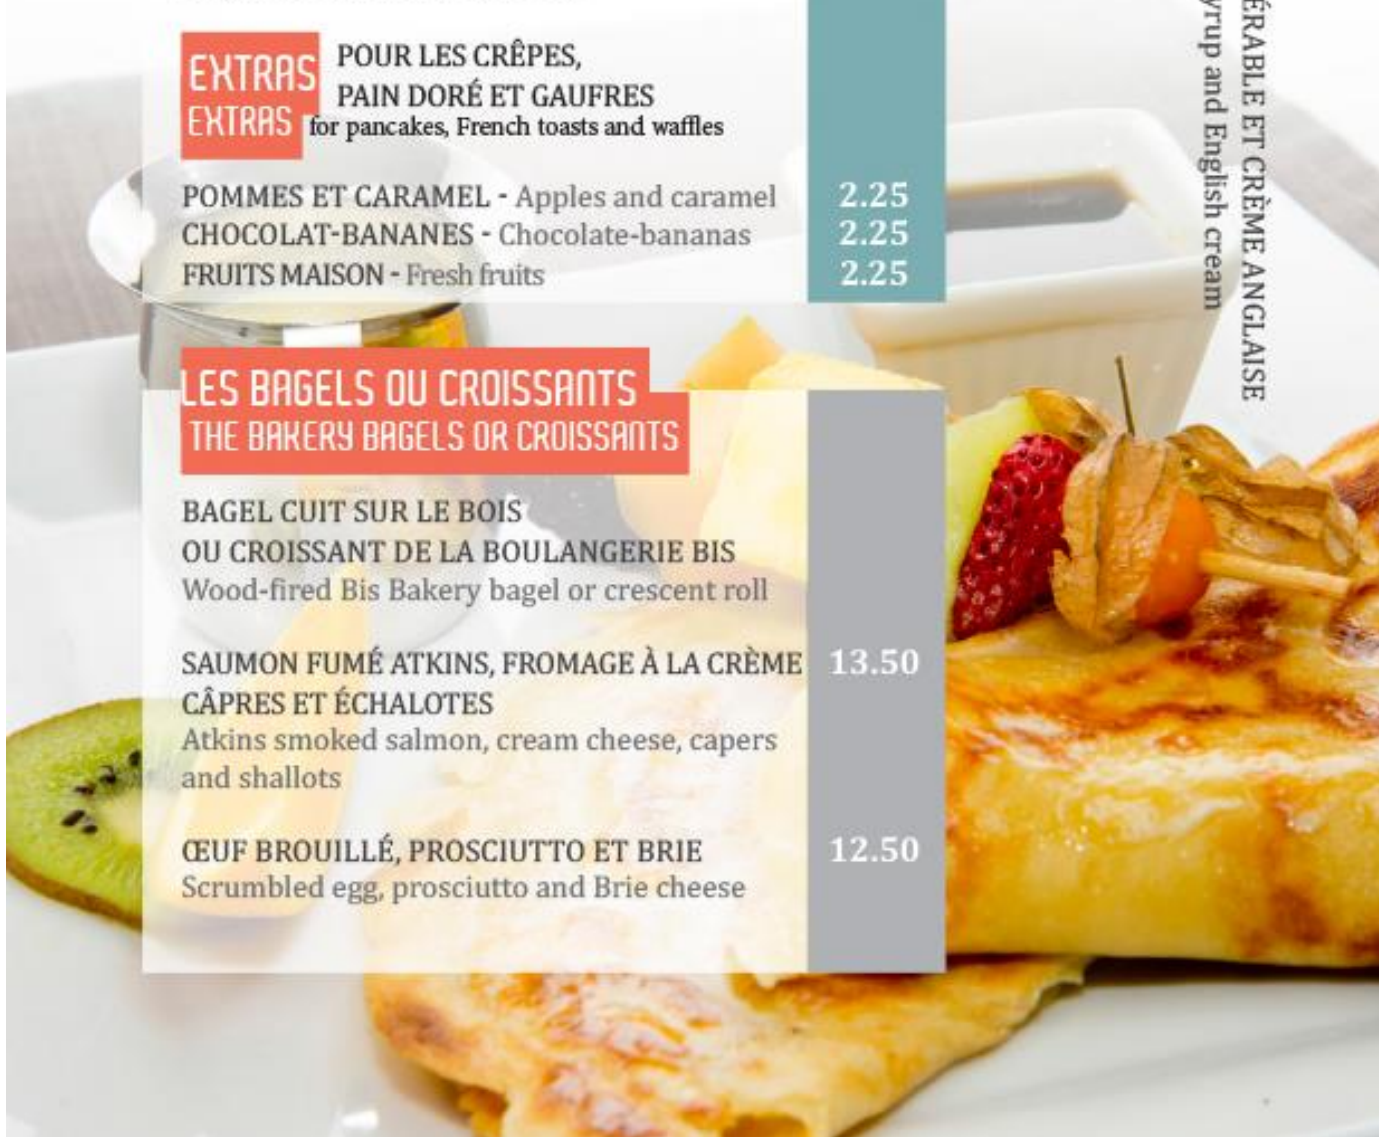 EXTRAS
EXTRAS
POUR LES CRÊPES,
PAIN DORÉ ET GAUFRES
for pancakes, French toasts and waffles
POMMES ET CARAMEL - Apples and caramel 2.25
CHOCOLAT-BANANES - Chocolate-bananas 2.25
FRUITS MAISON - Fresh fruits 2.25
LES BAGELS OU CROISSANTS
THE BAKERY BAGELS OR CROISSANTS
BAGEL CUIT SUR LE BOIS
OU CROISSANT DE LA BOULANGERIE BIS
Wood-fired Bis Bakery bagel or crescent roll
SAUMON FUMÉ ATKINS, FROMAGE À LA CRÈME 13.50
CÂPRES ET ÉCHALOTES
Atkins smoked salmon, cream cheese, capers
and shallots
ŒUF BROUILLÉ, PROSCIUTTO ET BRIE 12.50
Scrumbled egg, prosciutto and Brie cheese
ÉRABLE ET CRÈME ANGLAISE
yrup and English cream